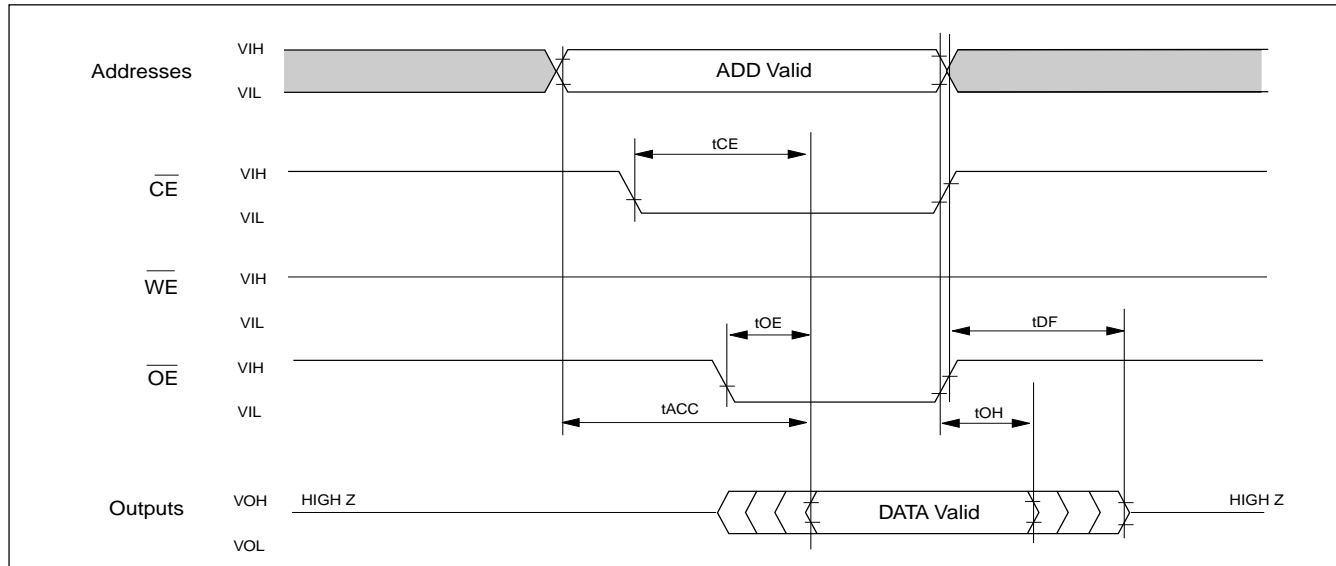 VIH
Addresses
ADD Valid
VIL
tCE
VIH
CE
VIL
VIH
WE
VIL
tOE
tDF
VIH
OE
VIL
tACC
tOH
VOH
HIGH Z
HIGH Z
Outputs
DATA Valid
VOL